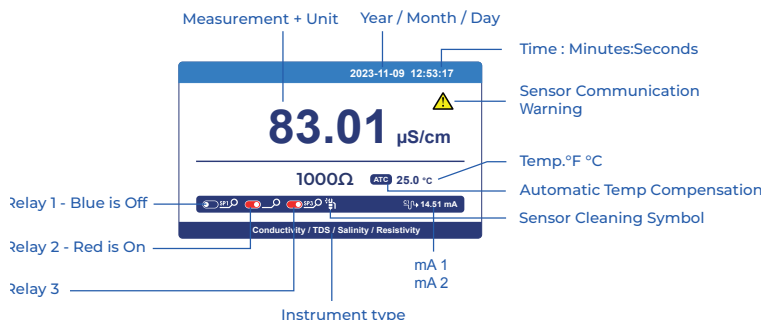 Measurement + Unit
Year / Month / Day
Time : Minutes:Seconds
2023-11-09 12:53:17
Sensor Communication
Warning
83.01 µS/cm
Temp.°F °C
1000Ω ATC 25.0 °C
Automatic Temp Compensation
Relay 1 - Blue is Off
SP1 SP3 14.51 mA
Sensor Cleaning Symbol
Conductivity / TDS / Salinity / Resistivity
Relay 2 - Red is On
mA 1
mA 2
Relay 3
Instrument type